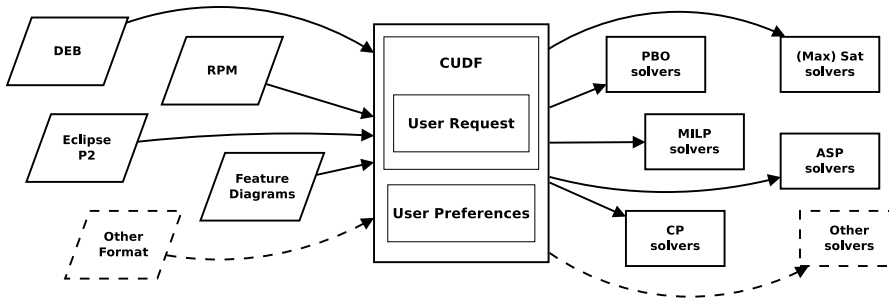 DEB
RPM
Eclipse
P2
Feature
Diagrams
Other
Format
CUDF
User Request
User Preferences
PBO
solvers
(Max) Sat
solvers
MILP
solvers
ASP
solvers
CP
solvers
Other
solvers